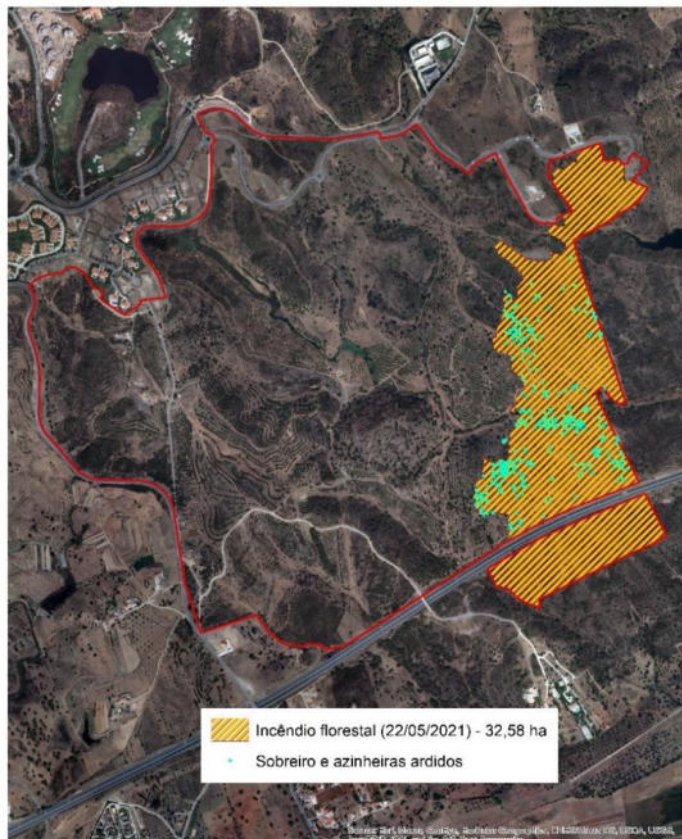 Incêndio florestal (22/05/2021) - 32,58 ha
Sobreiro e azinheiras ardidos